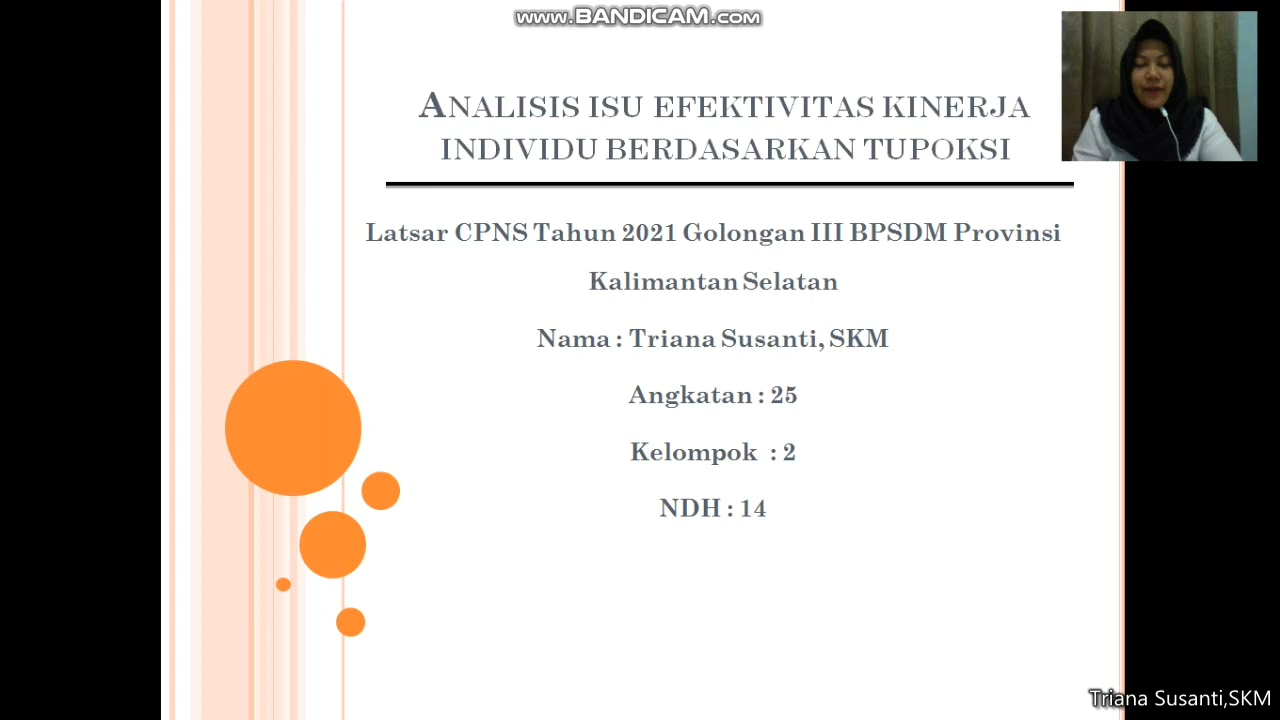 www.BANDICAM.com
ANALISIS ISU EFEKTIVITAS KINERJA
INDIVIDU BERDASARKAN TUPOKSI
Latsar CPNS Tahun 2021 Golongan III BPSDM Provinsi
Kalimantan Selatan
Nama : Triana Susanti, SKM
Angkatan : 25
Kelompok : 2
NDH : 14
Triana Susanti,SKM